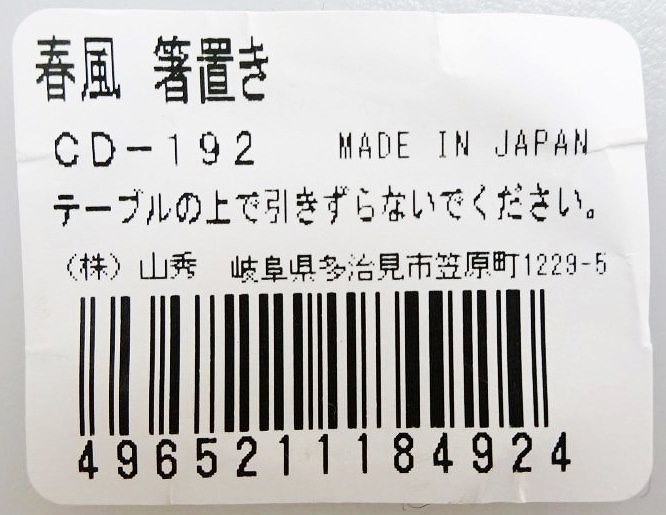 春風 箸置き
CD-192 MADE IN JAPAN
テーブルの上で引きずらないでください。
(株) 山秀 岐阜県多治見市笠原町1229-5
4965211184924